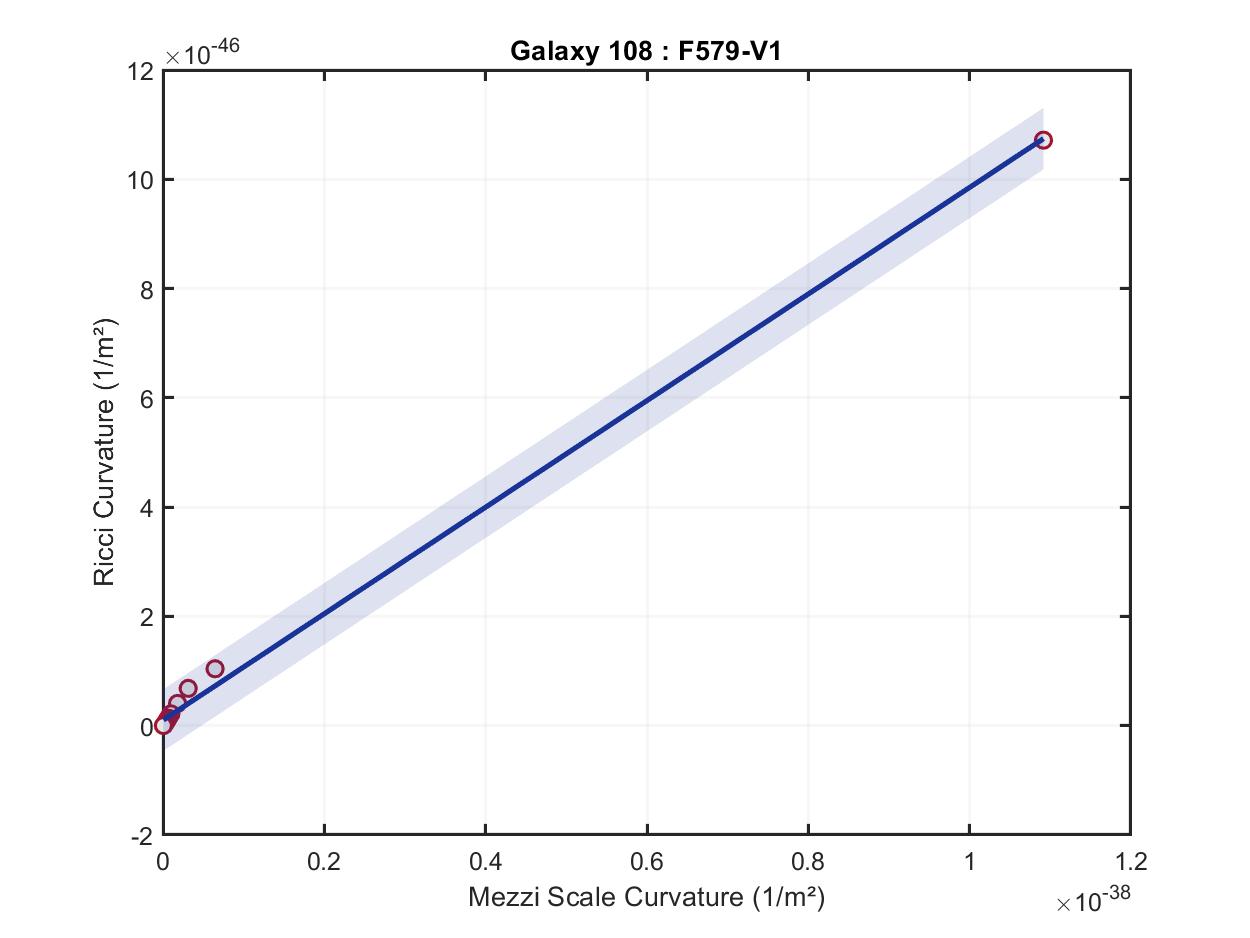 Galaxy 108 : F579-V1
×10⁻⁴⁶
12
10
8
6
4
2
0
-2
Ricci Curvature (1/m²)
0 0.2 0.4 0.6 0.8 1 1.2
Mezzi Scale Curvature (1/m²)
×10⁻³⁸